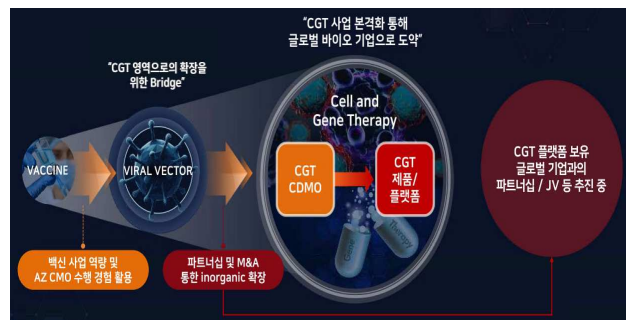 “CGT 사업 본격화 통해
글로벌 바이오 기업으로 도약”
“CGT 영역으로의 확장을
위한 Bridge”
Cell and
Gene Therapy
VACCINE
VIRAL VECTOR
CGT
CDMO
CGT
제품/
플랫폼
CGT 플랫폼 보유
글로벌 기업과의
파트너십 / JV 등 추진 중
Gene
Therapy
백신 사업 역량 및
AZ CMO 수행 경험 활용
파트너십 및 M&A
통한 inorganic 확장